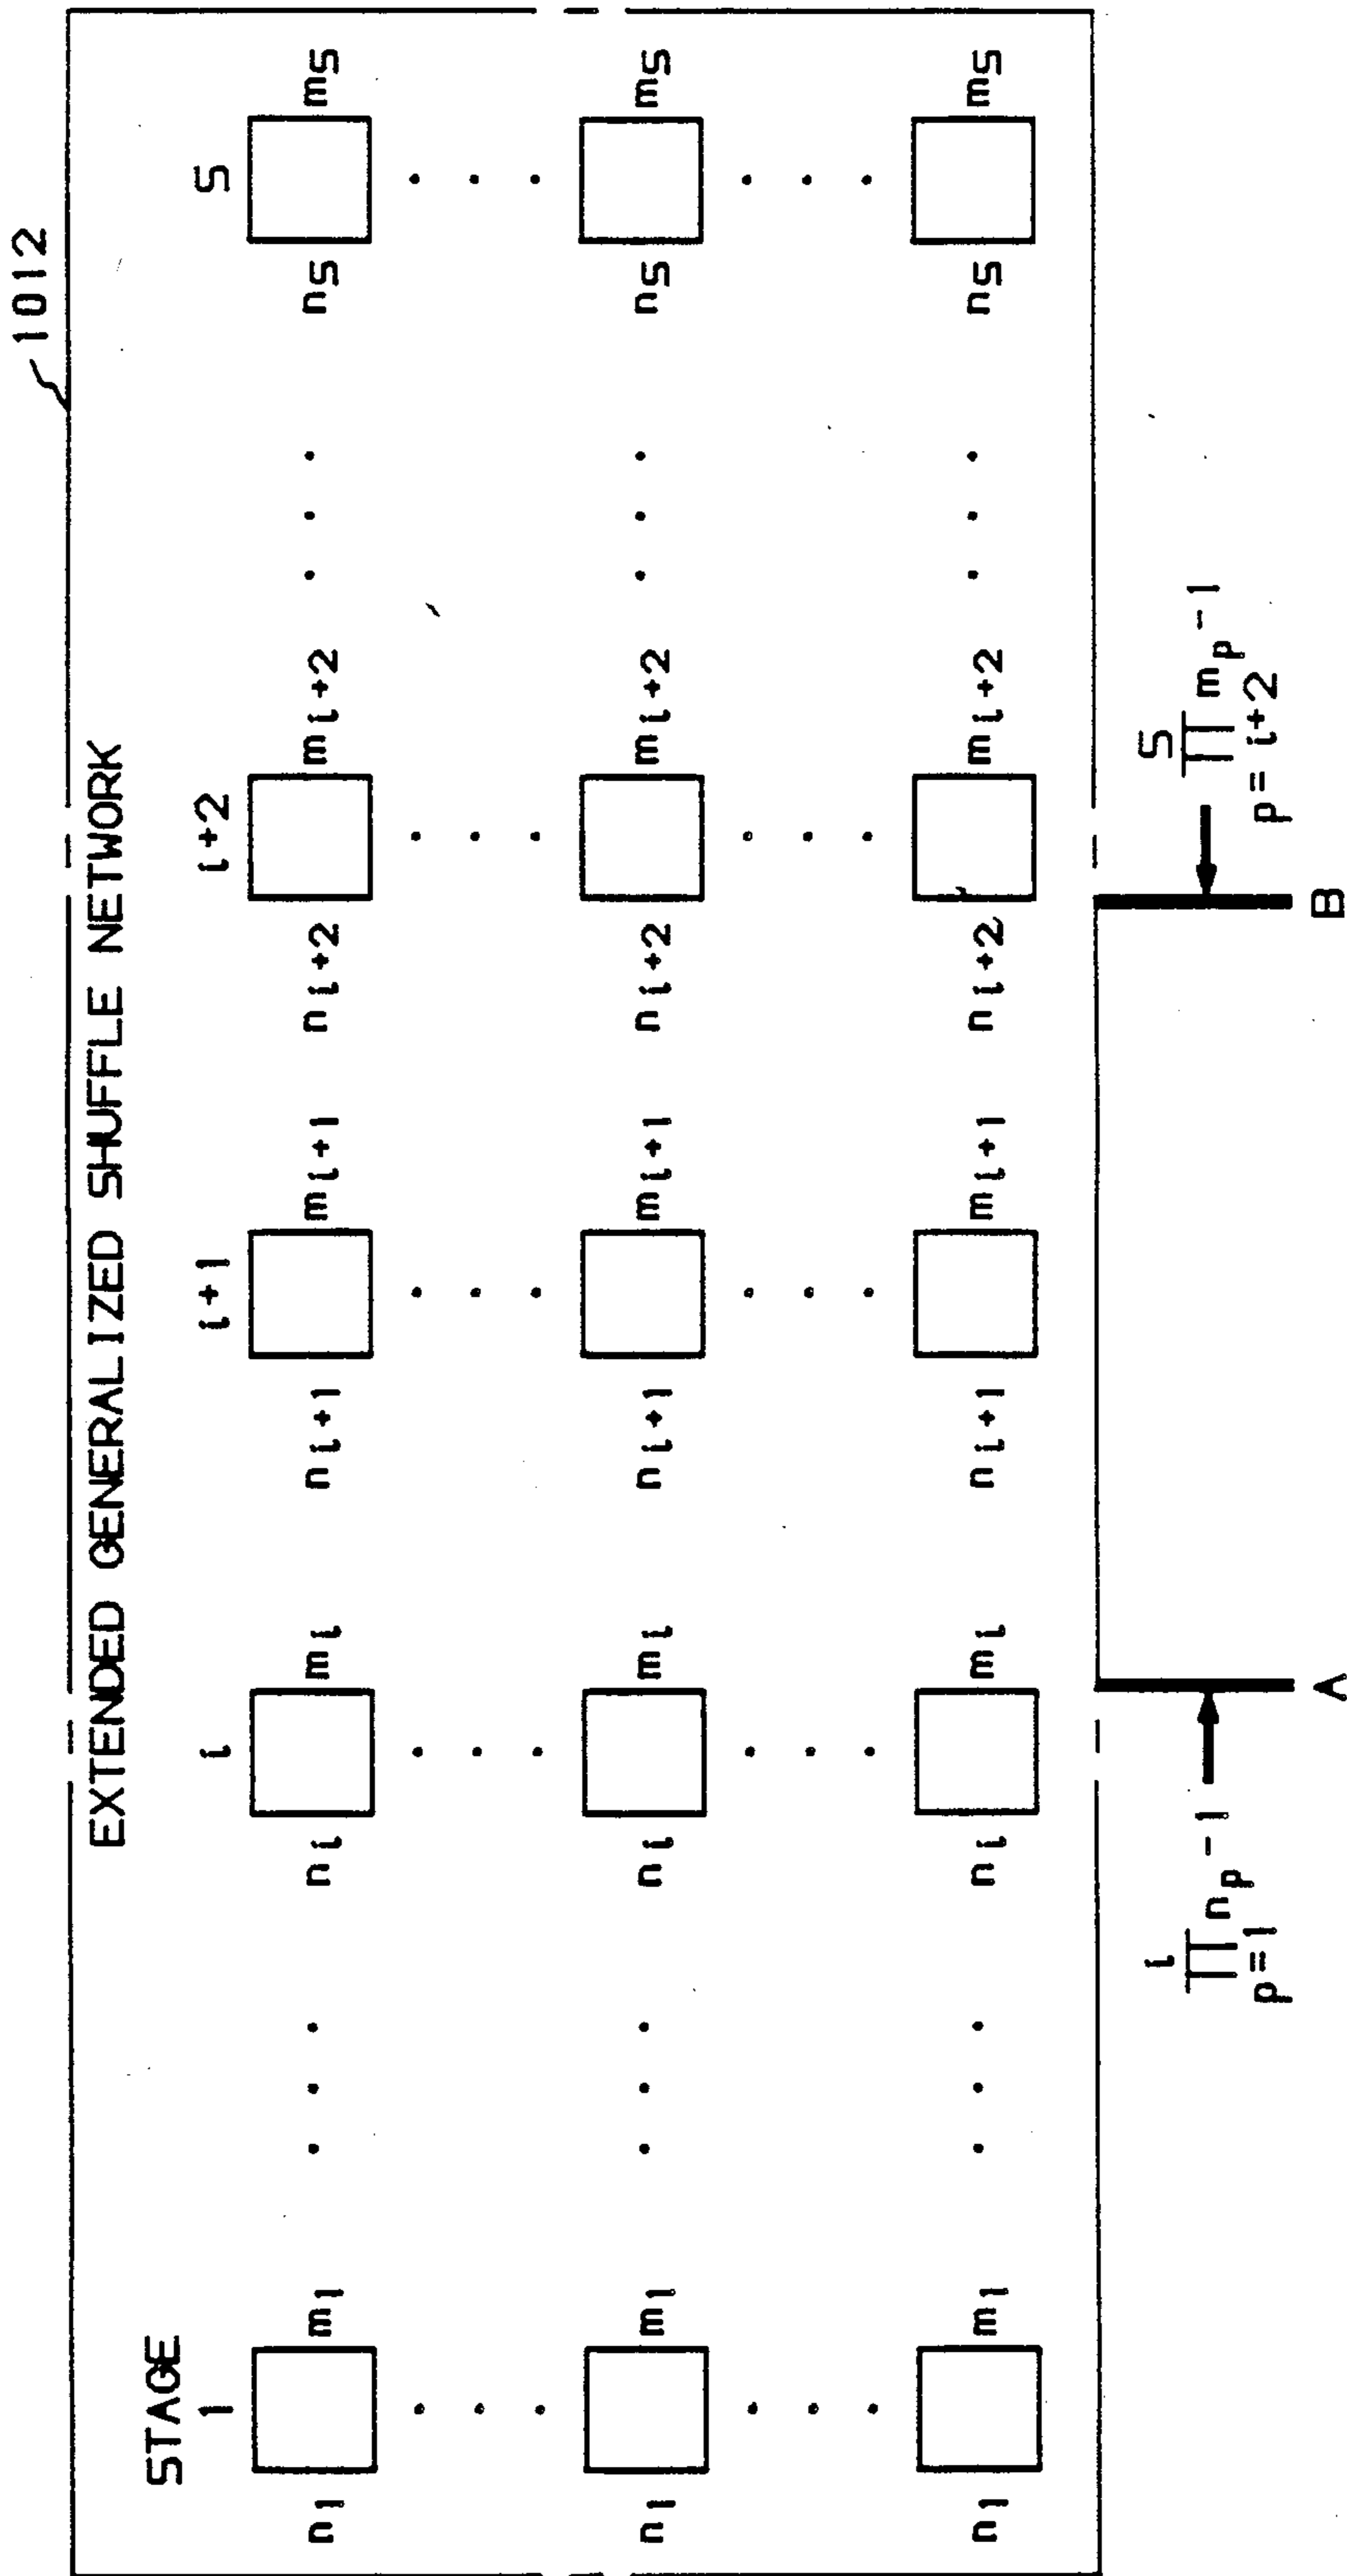 1012
EXTENDED GENERALIZED SHUFFLE NETWORK
STAGE
1 i i+1 i+2 S
n1 m1 ni mi ni+1 mi+1 ni+2 mi+2 nS mS
n1 m1 ni mi ni+1 mi+1 ni+2 mi+2 nS mS
n1 m1 ni mi ni+1 mi+1 ni+2 mi+2 nS mS
i S
∏ np -1 ∏ mp -1
p=1 p=i+2
A B